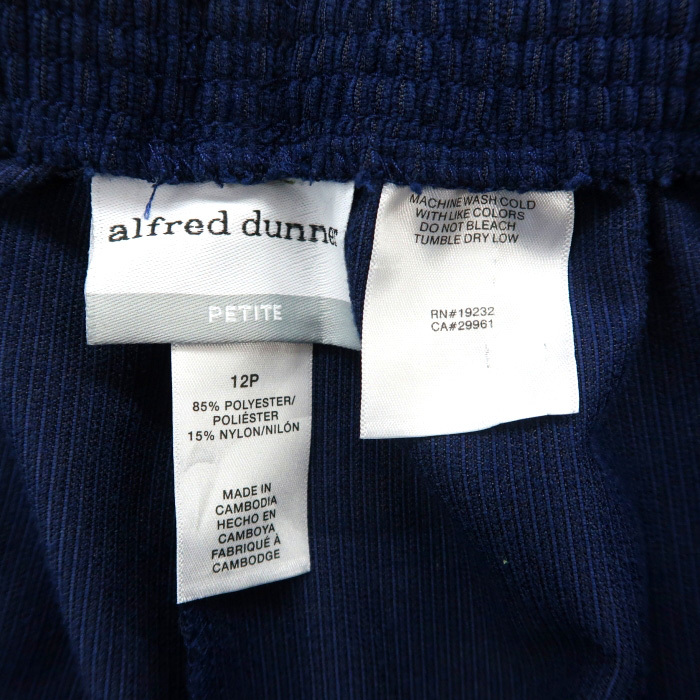 alfred dunner
PETITE
12P
85% POLYESTER/
POLIÉSTER
15% NYLON/NILÓN
MADE IN
CAMBODIA
HECHO EN
CAMBOYA
FABRIQUÉ À
CAMBODGE
MACHINE WASH COLD
WITH LIKE COLORS
DO NOT BLEACH
TUMBLE DRY LOW
RN#19232
CA#29961